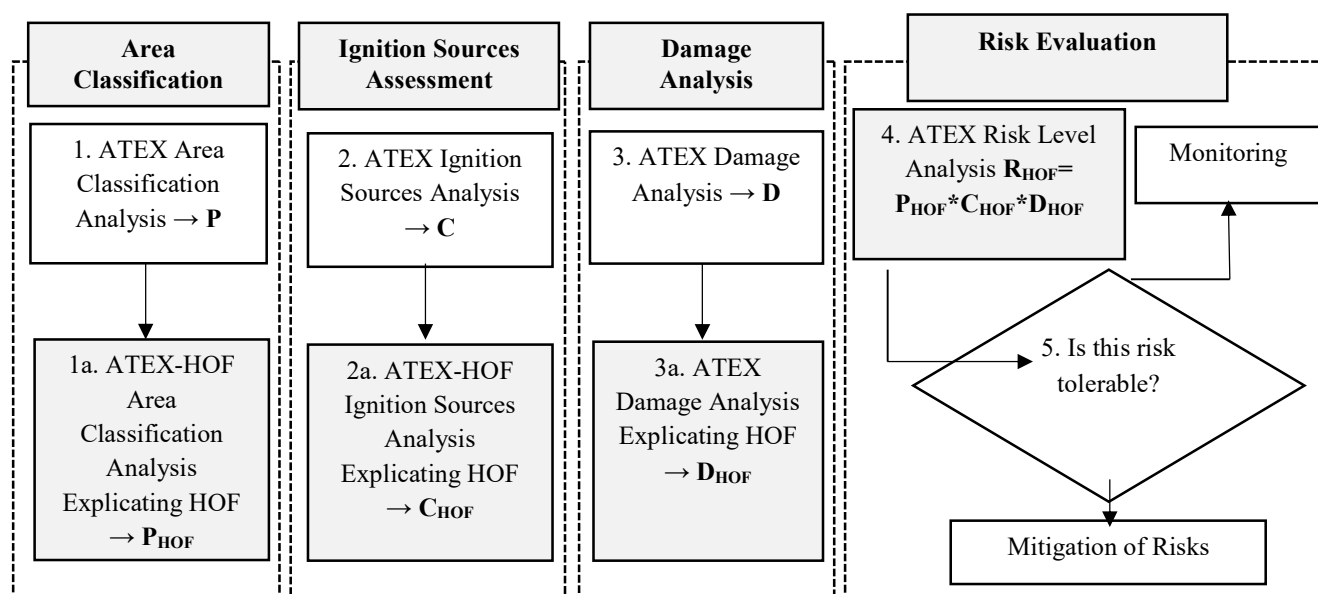 Area
Classification
1. ATEX Area
Classification
Analysis → P
1a. ATEX-HOF
Area
Classification
Analysis
Explicating HOF
→ PHOF
Ignition Sources
Assessment
2. ATEX Ignition
Sources Analysis
→ C
2a. ATEX-HOF
Ignition Sources
Analysis
Explicating HOF
→ CHOF
Damage
Analysis
3. ATEX Damage
Analysis → D
3a. ATEX
Damage Analysis
Explicating HOF
→ DHOF
Risk Evaluation
4. ATEX Risk Level
Analysis RHOF=
PHOF*CHOF*DHOF
Monitoring
5. Is this risk
tolerable?
Mitigation of Risks